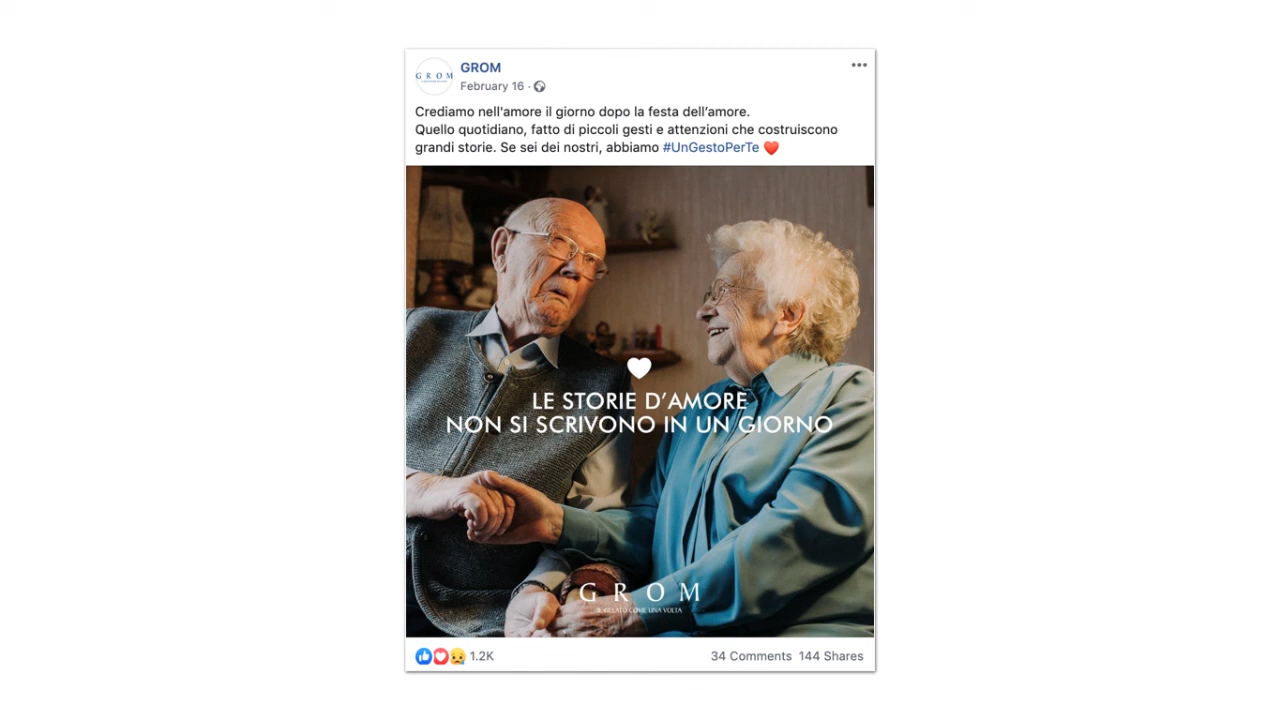 GROM
GROM
February 16 ·
Crediamo nell'amore il giorno dopo la festa dell’amore.
Quello quotidiano, fatto di piccoli gesti e attenzioni che costruiscono
grandi storie. Se sei dei nostri, abbiamo #UnGestoPerTe ❤️
LE STORIE D’AMORE
NON SI SCRIVONO IN UN GIORNO
GROM
IL GELATO COME UNA VOLTA
1.2K 34 Comments 144 Shares